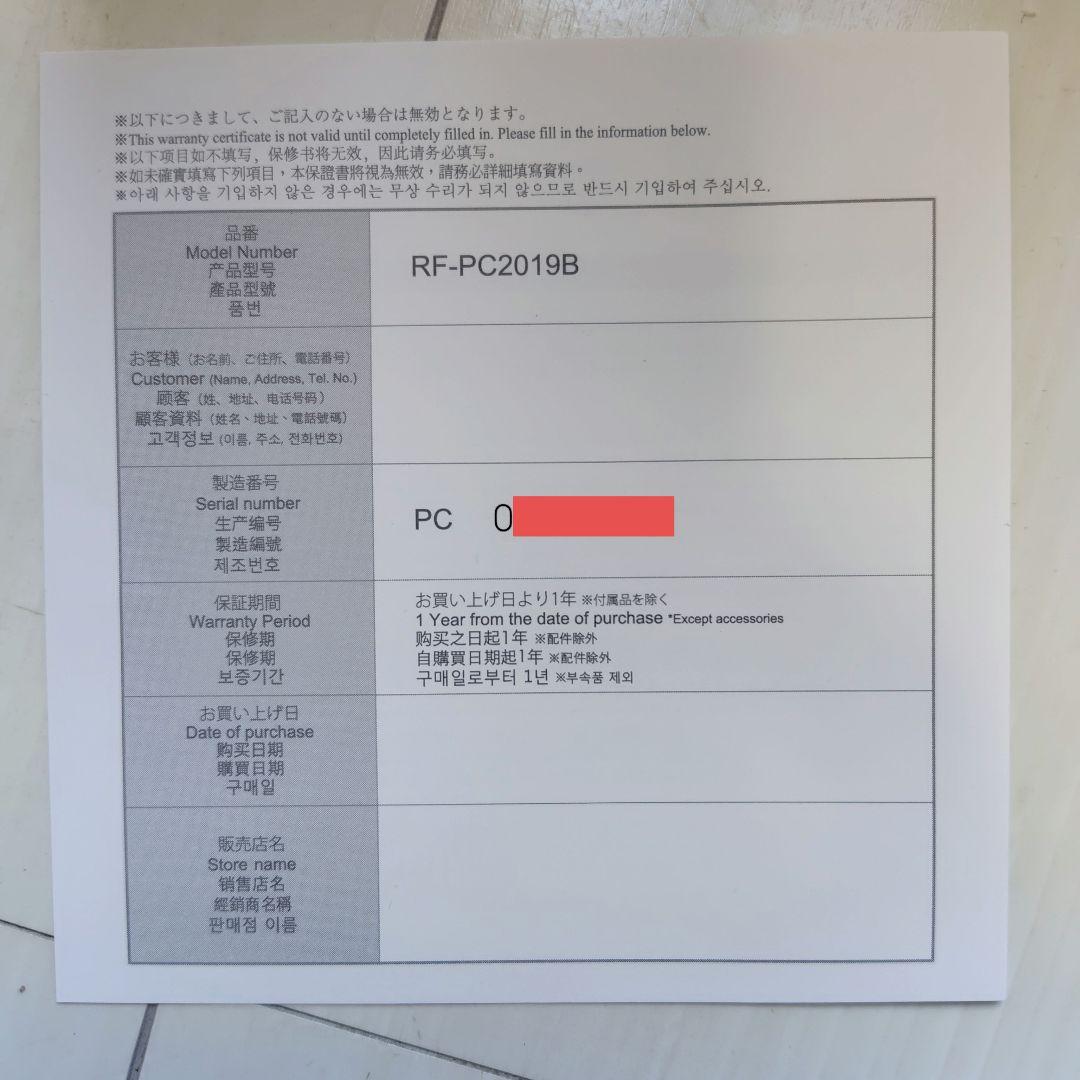 ※以下につきまして、ご記入のない場合は無効となります。
※This warranty certificate is not valid until completely filled in. Please fill in the information below.
※以下项目如不填写，保修书将无效，因此请务必填写。
※如未確實填寫下列項目，本保證書將視為無效，請務必詳細填寫資料。
※아래 사항을 기입하지 않은 경우에는 무상 수리가 되지 않으므로 반드시 기입하여 주십시오.
品番
Model Number
产品型号
產品型號
품번
RF-PC2019B
お客様（お名前、ご住所、電話番号）
Customer (Name, Address, Tel. No.)
顾客（姓、地址、电话号码）
顧客資料（姓名、地址、電話號碼）
고객정보 (이름, 주소, 전화번호)
製造番号
Serial number
生产编号
製造編號
제조번호
PC 0
保証期間
Warranty Period
保修期
保修期
보증기간
お買い上げ日より1年 ※付属品を除く
1 Year from the date of purchase *Except accessories
购买之日起1年 ※配件除外
自購買日期起1年 ※配件除外
구매일로부터 1년 ※부속품 제외
お買い上げ日
Date of purchase
购买日期
購買日期
구매일
販売店名
Store name
销售店名
經銷商名稱
판매점 이름